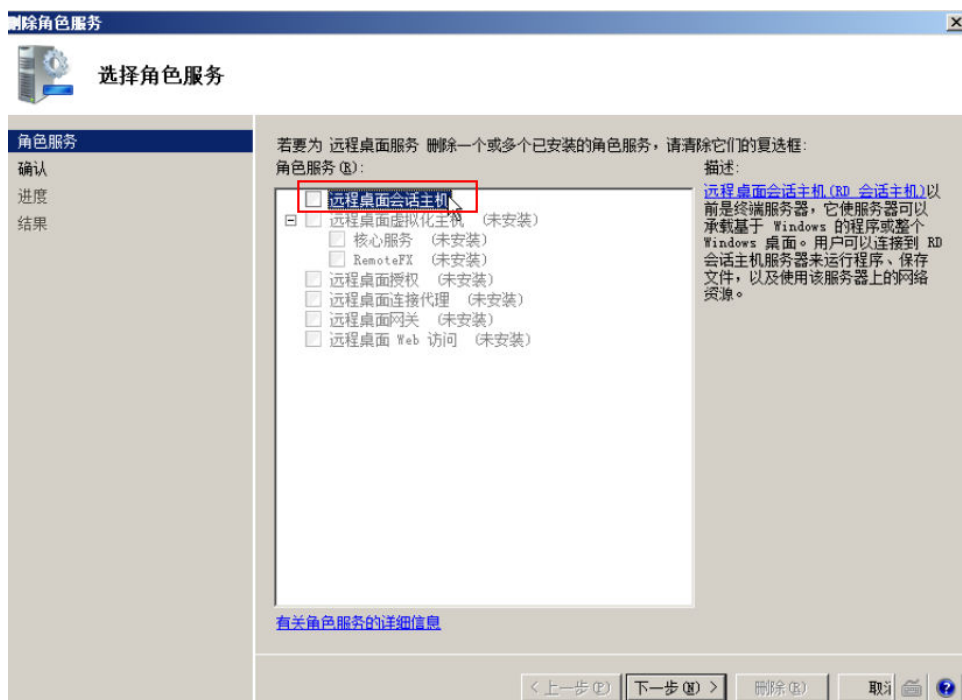 删除角色服务
选择角色服务
角色服务
确认
进度
结果
若要为 远程桌面服务 删除一个或多个已安装的角色服务，请清除它们的复选框：
角色服务(R)：
远程桌面会话主机
远程桌面虚拟化主机 (未安装)
核心服务 (未安装)
RemoteFX (未安装)
远程桌面授权 (未安装)
远程桌面连接代理 (未安装)
远程桌面网关 (未安装)
远程桌面 Web 访问 (未安装)
描述：
远程桌面会话主机(RD 会话主机)以
前是终端服务器，它使服务器可以
承载基于 Windows 的程序或整个
Windows 桌面。用户可以连接到 RD
会话主机服务器来运行程序、保存
文件，以及使用该服务器上的网络
资源。
有关角色服务的详细信息
< 上一步(P)
下一步(N) >
删除(R)
取消